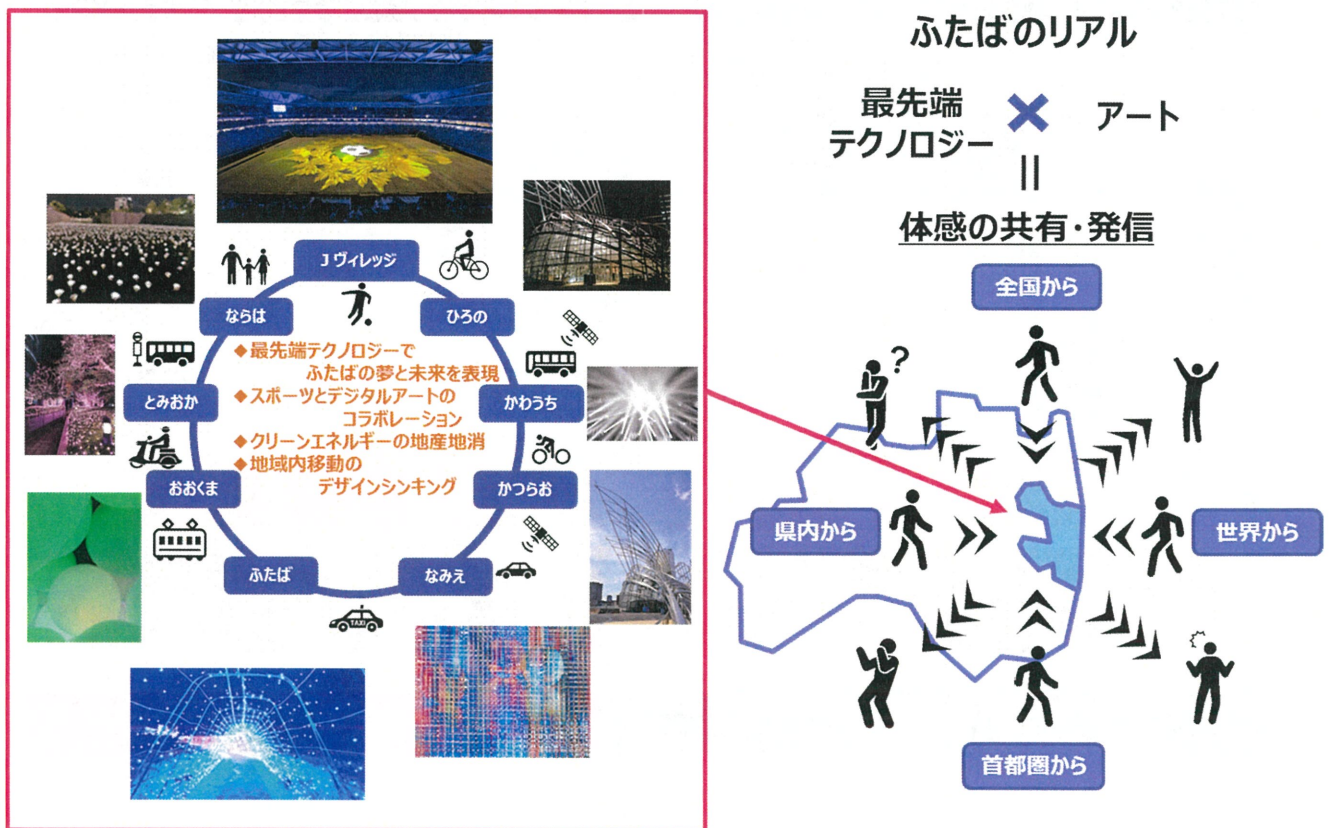 Jヴィレッジ
ならは
ひろの
とみおか
かわうち
おおくま
かつらお
ふたば
なみえ
◆最先端テクノロジーで
ふたばの夢と未来を表現
◆スポーツとデジタルアートの
コラボレーション
◆クリーンエネルギーの地産地消
◆地域内移動の
デザインシンキング
TAXI
ふたばのリアル
最先端
テクノロジー
×
アート
=
体感の共有・発信
全国から
?
県内から
世界から
首都圏から